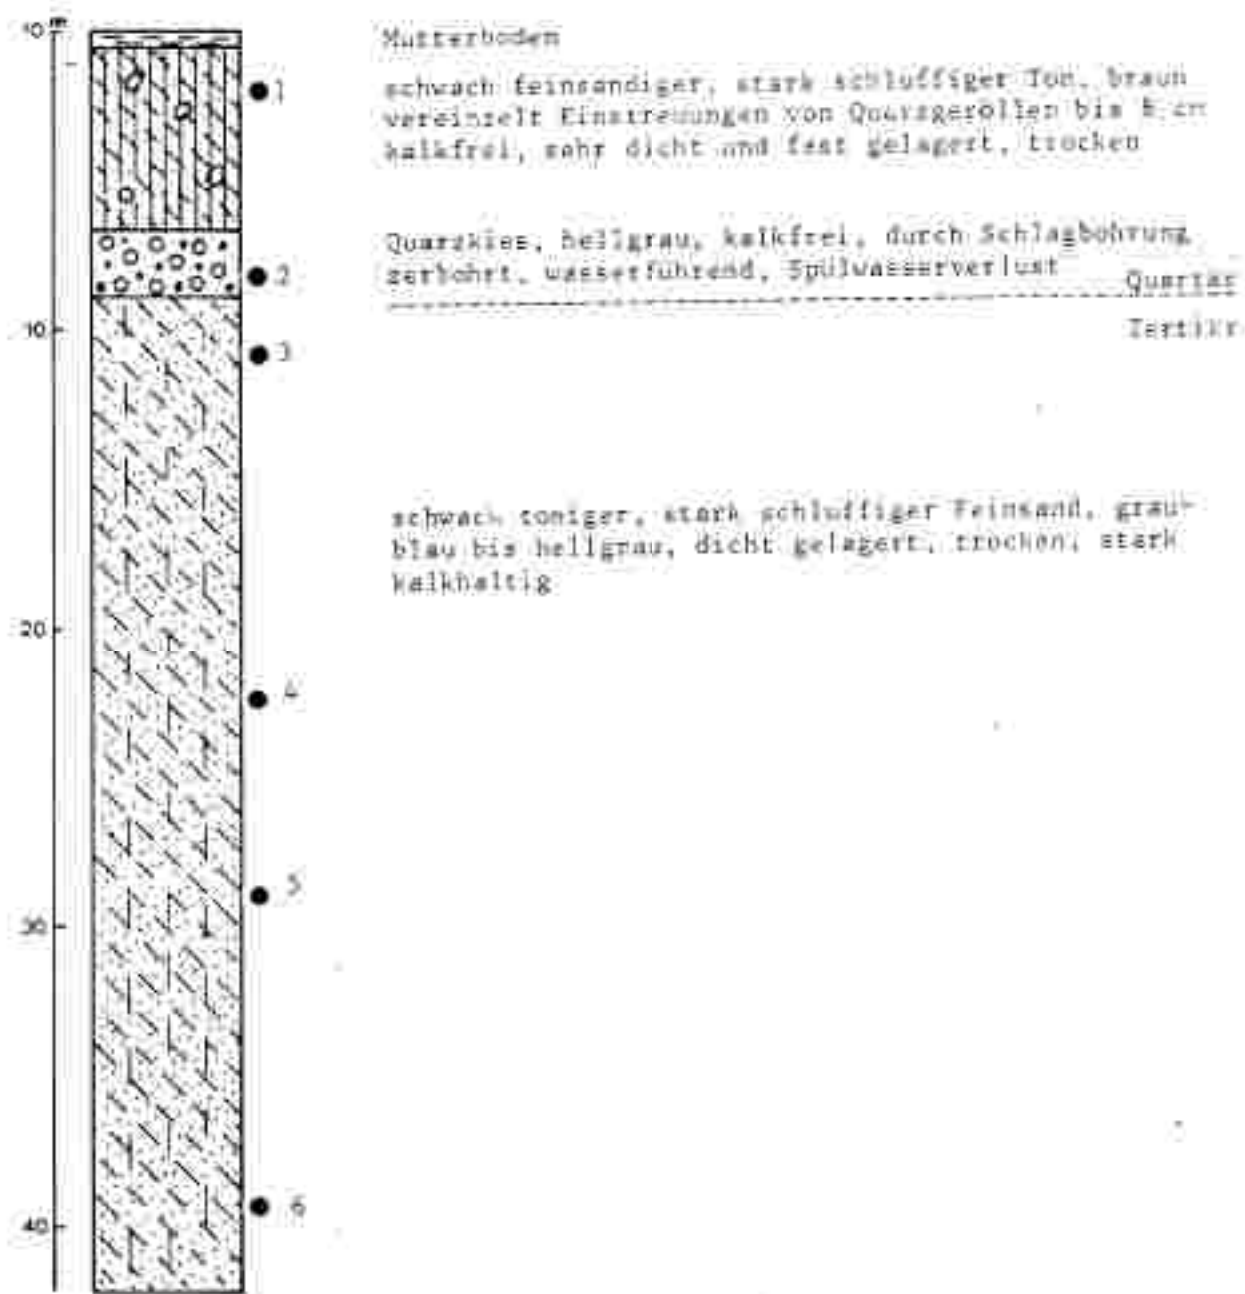 m
Mutterboden
1
schwach feinsandiger, stark schluffiger Ton, braun
vereinzelt Einstreuungen von Quarzgeröllen bis cm
kalkfrei, sehr dicht und fest gelagert, trocken
Quarzkies, hellgrau, kalkfrei, durch Schlagbohrung
2
zerbohrt, wasserführend, Spülwasserverlust
Quartär
Tertiär
10
3
schwach toniger, stark schluffiger Feinsand, grau-
blau bis hellgrau, dicht gelagert, trocken, stark
kalkhaltig
20
4
5
30
6
40